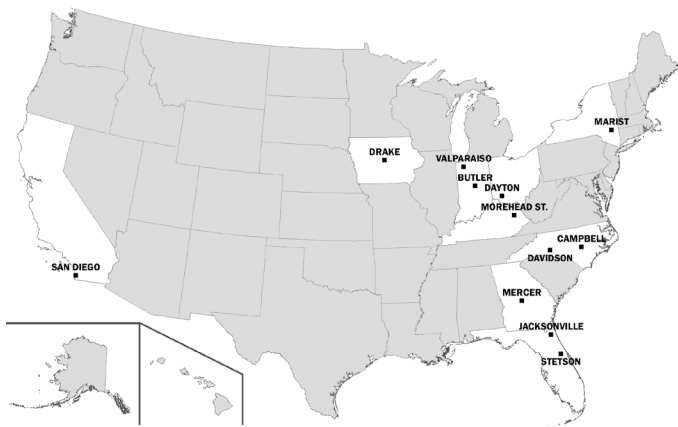 MARIST
DRAKE
VALPARAISO
BUTLER
DAYTON
MOREHEAD ST.
CAMPBELL
DAVIDSON
SAN DIEGO
MERCER
JACKSONVILLE
STETSON